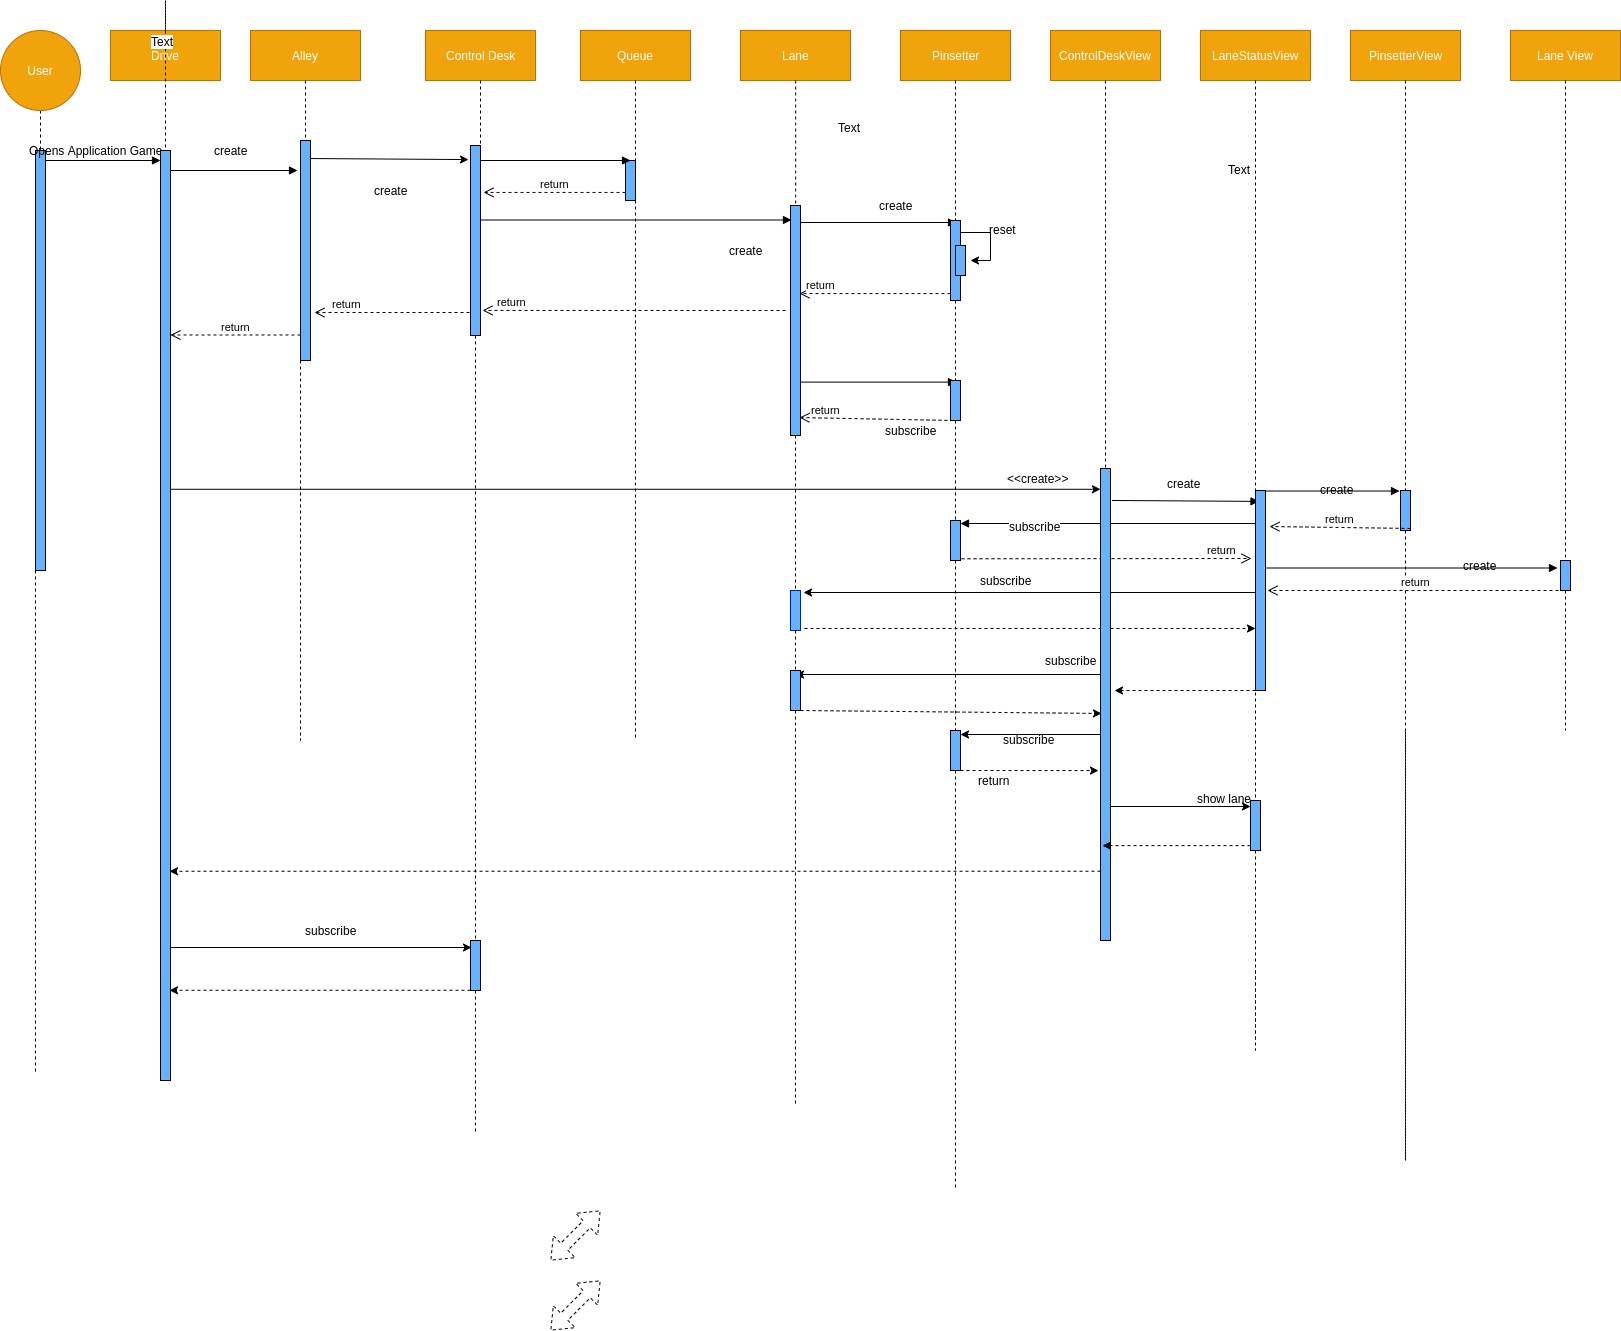 Text
User
Drive
Alley
Control Desk
Queue
Lane
Pinsetter
ControlDeskView
LaneStatusView
PinsetterView
Lane View
Text
Opens Application Game
create
Text
return
create
create
reset
create
return
return
return
return
return
subscribe
<<create>>
create
create
return
subscribe
return
create
subscribe
return
subscribe
subscribe
return
show lane
subscribe